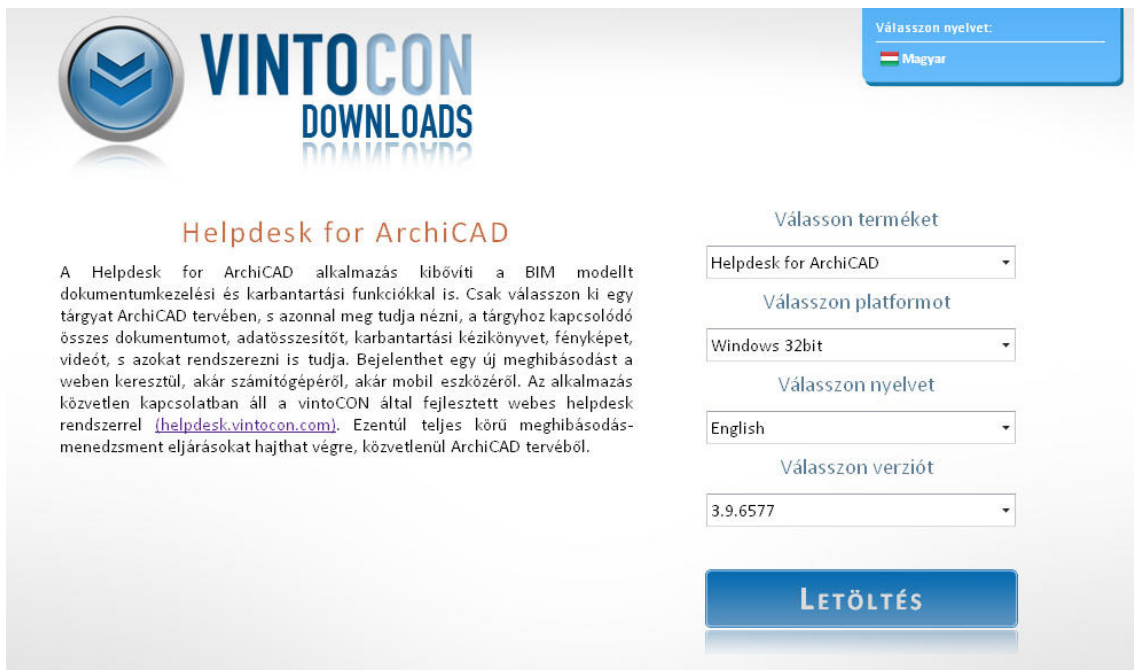 VINTOCON
DOWNLOADS
Válasszon nyelvet:
Magyar
Helpdesk for ArchiCAD
A Helpdesk for ArchiCAD alkalmazás kibővíti a BIM modellt
dokumentumkezelési és karbantartási funkciókkal is. Csak válasszon ki egy
tárgyat ArchiCAD tervében, s azonnal meg tudja nézni, a tárgyhoz kapcsolódó
összes dokumentumot, adatösszesítőt, karbantartási kézikönyvet, fényképet,
videót, s azokat rendszerezni is tudja. Bejelenthet egy új meghibásodást a
weben keresztül, akár számítógépéről, akár mobil eszközéről. Az alkalmazás
közvetlen kapcsolatban áll a vintoCON által fejlesztett webes helpdesk
rendszerrel (helpdesk.vintocon.com). Ezentúl teljes körű meghibásodás-
menedzsment eljárásokat hajthat végre, közvetlenül ArchiCAD tervéből.
Válasson terméket
Helpdesk for ArchiCAD
Válasszon platformot
Windows 32bit
Válasszon nyelvet
English
Válasszon verziót
3.9.6577
LETÖLTÉS